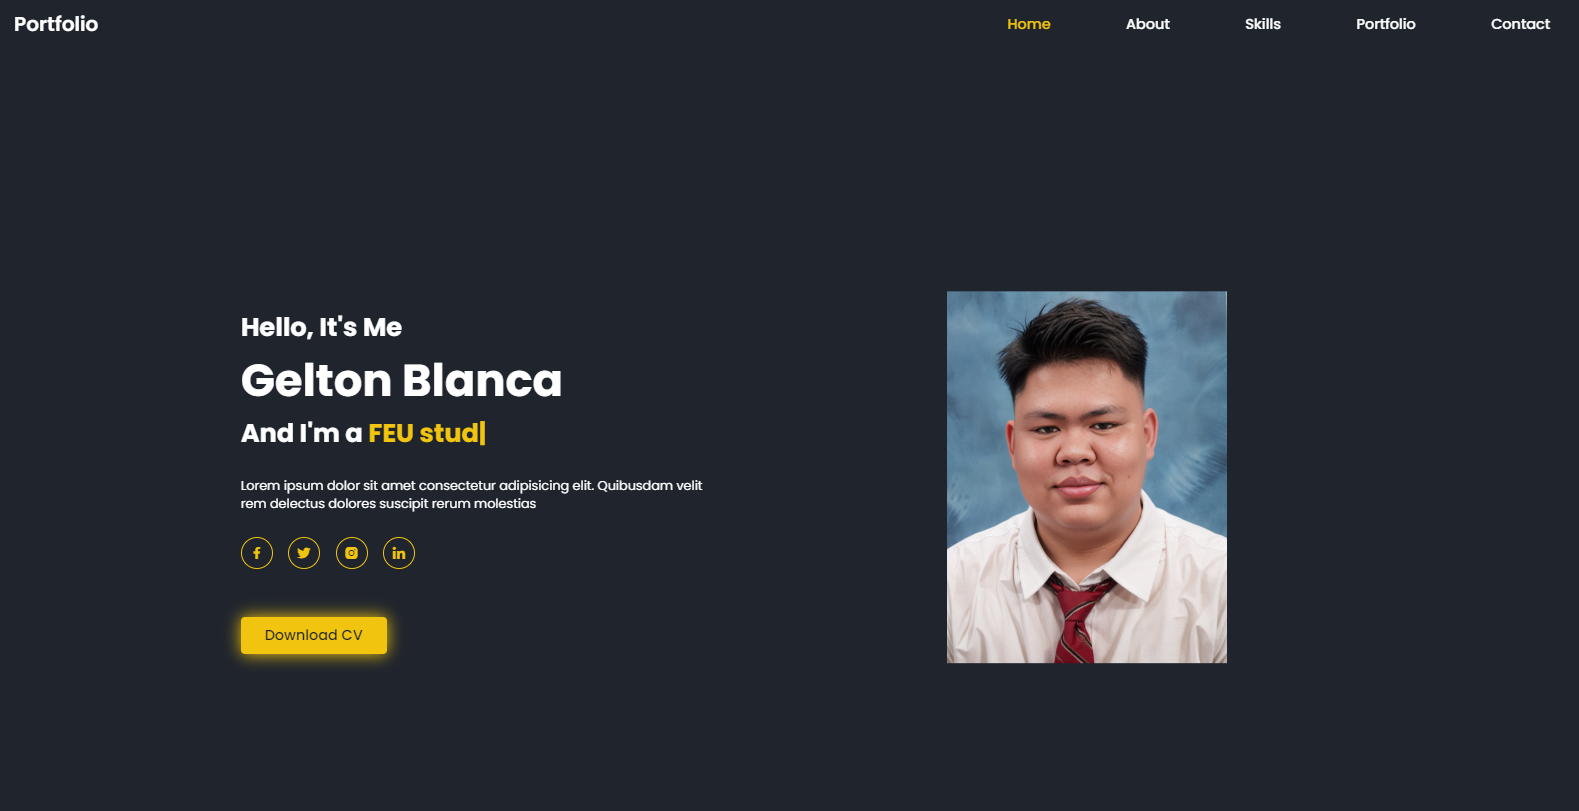 Portfolio
Home About Skills Portfolio Contact
Hello, It's Me
Gelton Blanca
And I'm a FEU stud|
Lorem ipsum dolor sit amet consectetur adipisicing elit. Quibusdam velit
rem delectus dolores suscipit rerum molestias
Download CV